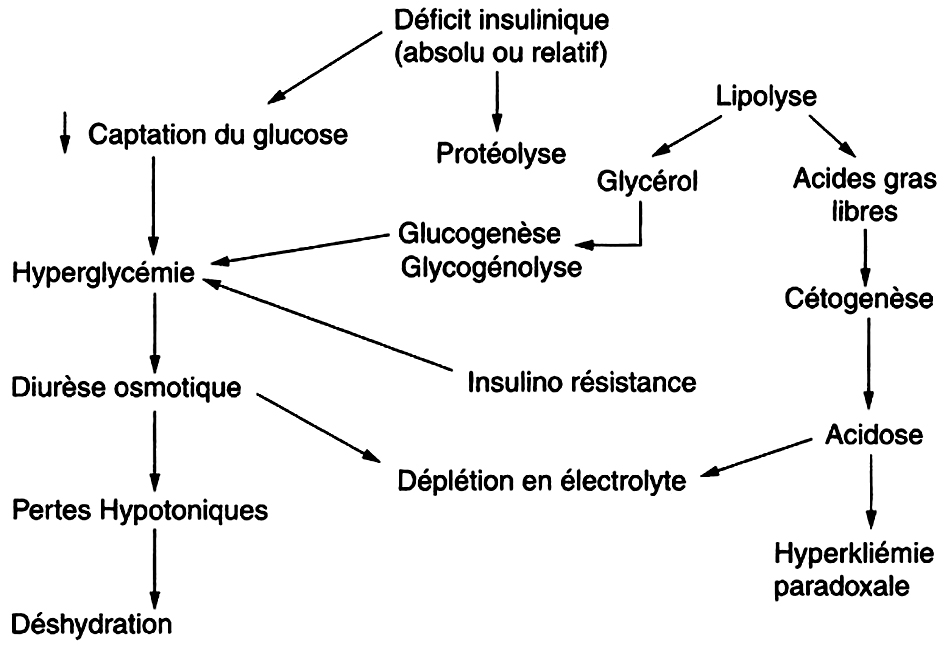 Déficit insulinique
(absolu ou relatif)
Lipolyse
Captation du glucose
Protéolyse
Glycérol
Acides gras
libres
Glucogenèse
Glycogénolyse
Hyperglycémie
Cétogenèse
Diurèse osmotique
Insulino résistance
Acidose
Déplétion en électrolyte
Pertes Hypotoniques
Hyperkliémie
paradoxale
Déshydration